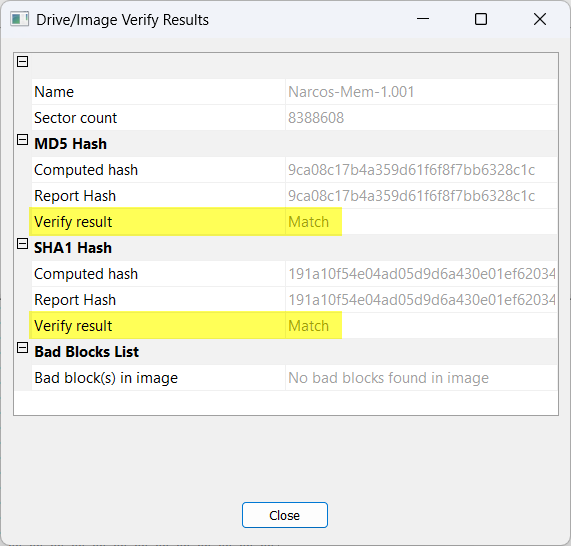 Drive/Image Verify Results
Name Narcos-Mem-1.001
Sector count 8388608
MD5 Hash
Computed hash 9ca08c17b4a359d61f6f8f7bb6328c1c
Report Hash 9ca08c17b4a359d61f6f8f7bb6328c1c
Verify result Match
SHA1 Hash
Computed hash 191a10f54e04ad05d9d6a430e01ef62034
Report Hash 191a10f54e04ad05d9d6a430e01ef62034
Verify result Match
Bad Blocks List
Bad block(s) in image No bad blocks found in image
Close